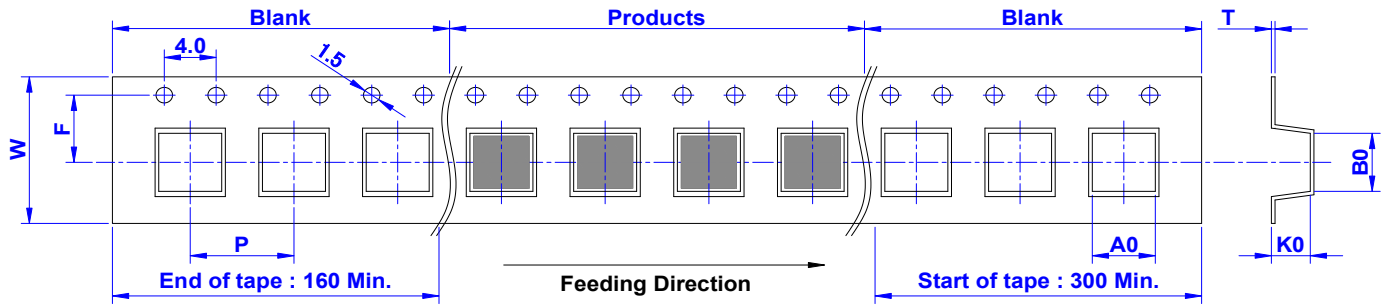 Blank
Products
Blank
T
4.0
1.5
F
W
B0
P
A0
K0
End of tape : 160 Min.
Feeding Direction
Start of tape : 300 Min.